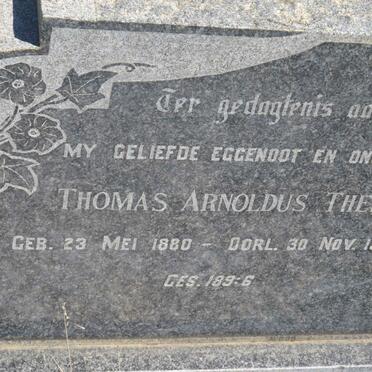 Ter gedagtenis aa
MY GELIEFDE EGGENOOT EN ON
THOMAS ARNOLDUS THE
GEB. 23 MEI 1880 - OORL. 30 NOV. 1
GES. 189-6